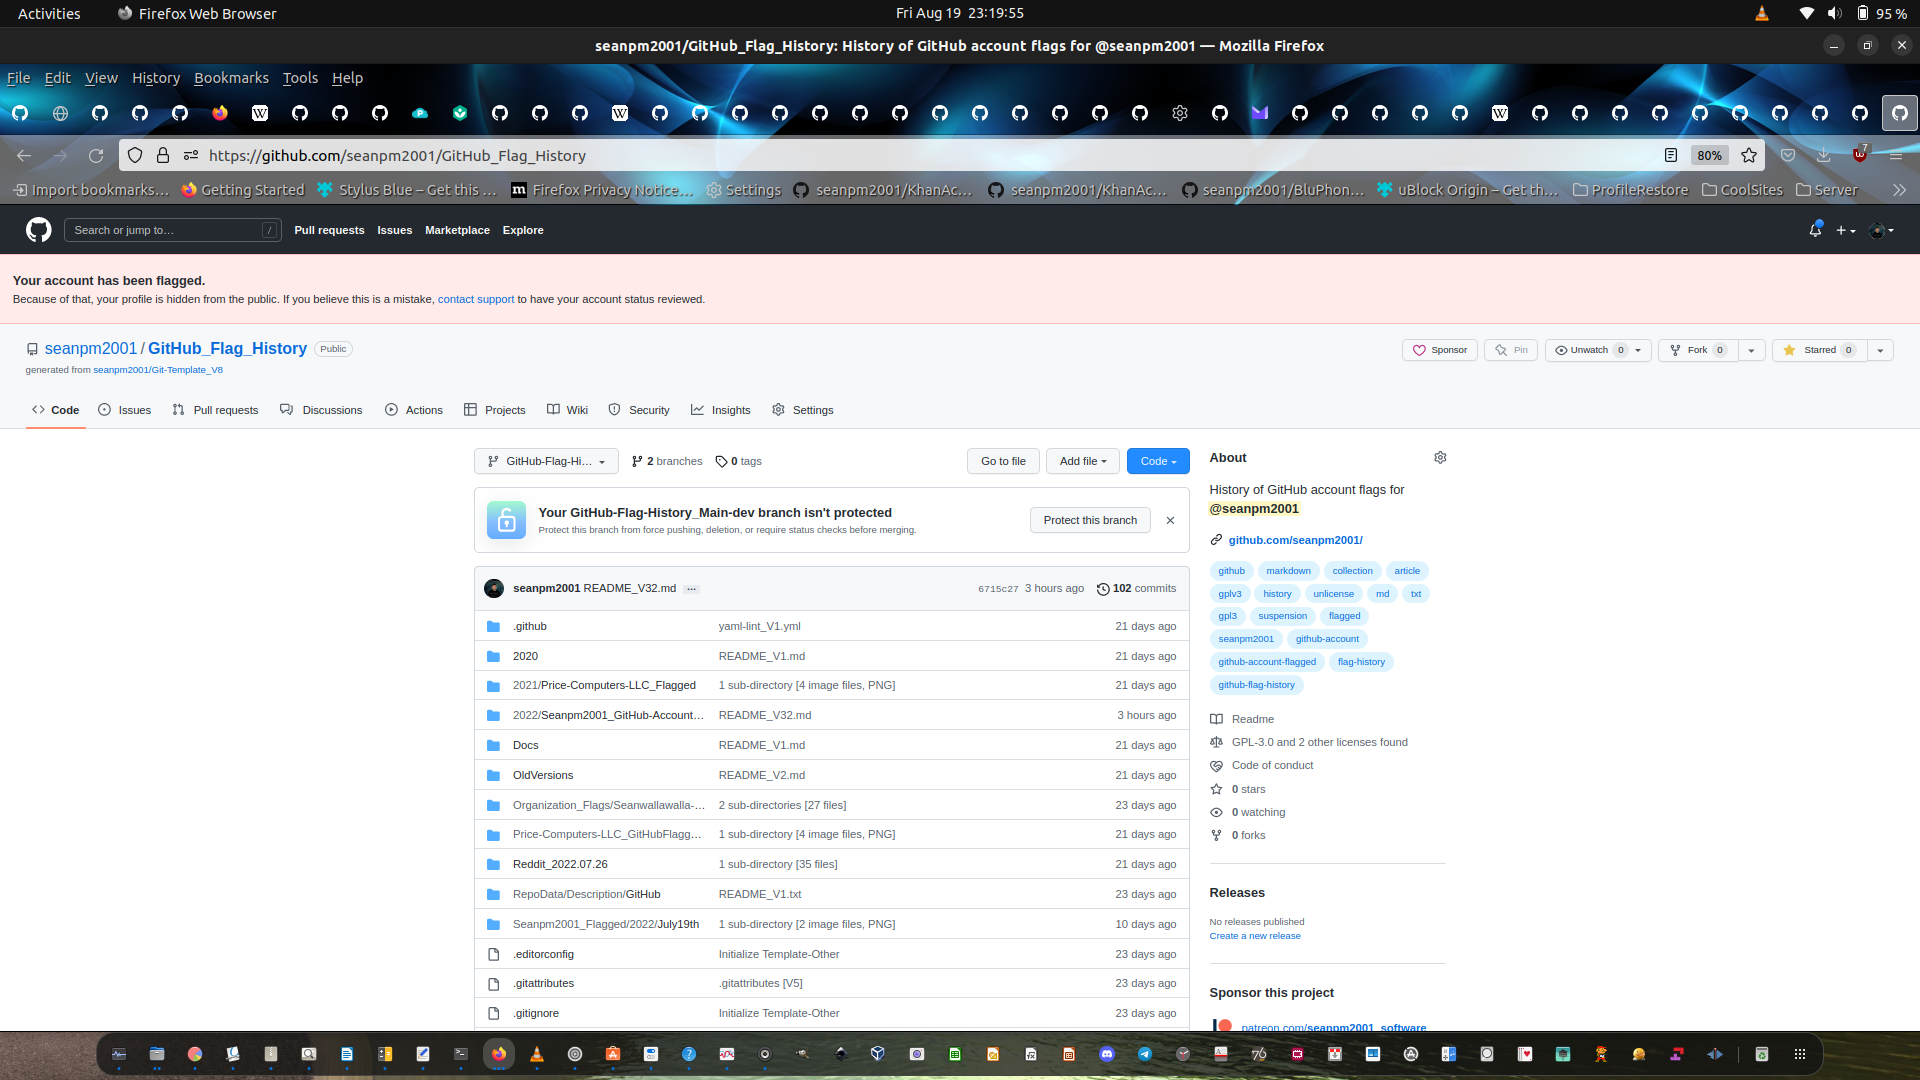 Activities
Firefox Web Browser
Fri Aug 19 23:19:55
95 %
seanpm2001/GitHub_Flag_History: History of GitHub account flags for @seanpm2001 — Mozilla Firefox
File Edit View History Bookmarks Tools Help
https://github.com/seanpm2001/GitHub_Flag_History
80%
7
Import bookmarks… Getting Started Stylus Blue – Get this … Firefox Privacy Notice… Settings seanpm2001/KhanAc… seanpm2001/KhanAc… seanpm2001/BluPhon… uBlock Origin – Get th… ProfileRestore CoolSites Server
Search or jump to… /
Pull requests Issues Marketplace Explore
Your account has been flagged.
Because of that, your profile is hidden from the public. If you believe this is a mistake, contact support to have your account status reviewed.
seanpm2001 / GitHub_Flag_History Public
Sponsor Pin Unwatch 0 Fork 0 Starred 0
generated from seanpm2001/Git-Template_V8
Code Issues Pull requests Discussions Actions Projects Wiki Security Insights Settings
GitHub-Flag-Hi… 2 branches 0 tags
Go to file Add file Code
Your GitHub-Flag-History_Main-dev branch isn't protected
Protect this branch from force pushing, deletion, or require status checks before merging.
Protect this branch
seanpm2001 README_V32.md … 6715c27 3 hours ago 102 commits
.github yaml-lint_V1.yml 21 days ago
2020 README_V1.md 21 days ago
2021/Price-Computers-LLC_Flagged 1 sub-directory [4 image files, PNG] 21 days ago
2022/Seanpm2001_GitHub-Account… README_V32.md 3 hours ago
Docs README_V1.md 21 days ago
OldVersions README_V2.md 21 days ago
Organization_Flags/Seanwallawalla-… 2 sub-directories [27 files] 23 days ago
Price-Computers-LLC_GitHubFlagg… 1 sub-directory [4 image files, PNG] 21 days ago
Reddit_2022.07.26 1 sub-directory [35 files] 21 days ago
RepoData/Description/GitHub README_V1.txt 23 days ago
Seanpm2001_Flagged/2022/July19th 1 sub-directory [2 image files, PNG] 10 days ago
.editorconfig Initialize Template-Other 23 days ago
.gitattributes .gitattributes [V5] 23 days ago
.gitignore Initialize Template-Other 23 days ago
About
History of GitHub account flags for
@seanpm2001
github.com/seanpm2001/
github markdown collection article
gplv3 history unlicense md txt
gpl3 suspension flagged
seanpm2001 github-account
github-account-flagged flag-history
github-flag-history
Readme
GPL-3.0 and 2 other licenses found
Code of conduct
0 stars
0 watching
0 forks
Releases
No releases published
Create a new release
Sponsor this project
patreon.com/seanpm2001_software